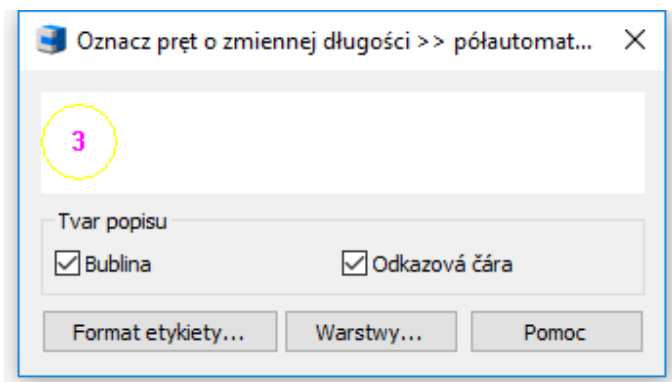 Oznacz pręt o zmiennej długości >> półautomat...
3
Tvar popisu
Bublina Odkazová čára
Format etykiety... Warstwy... Pomoc